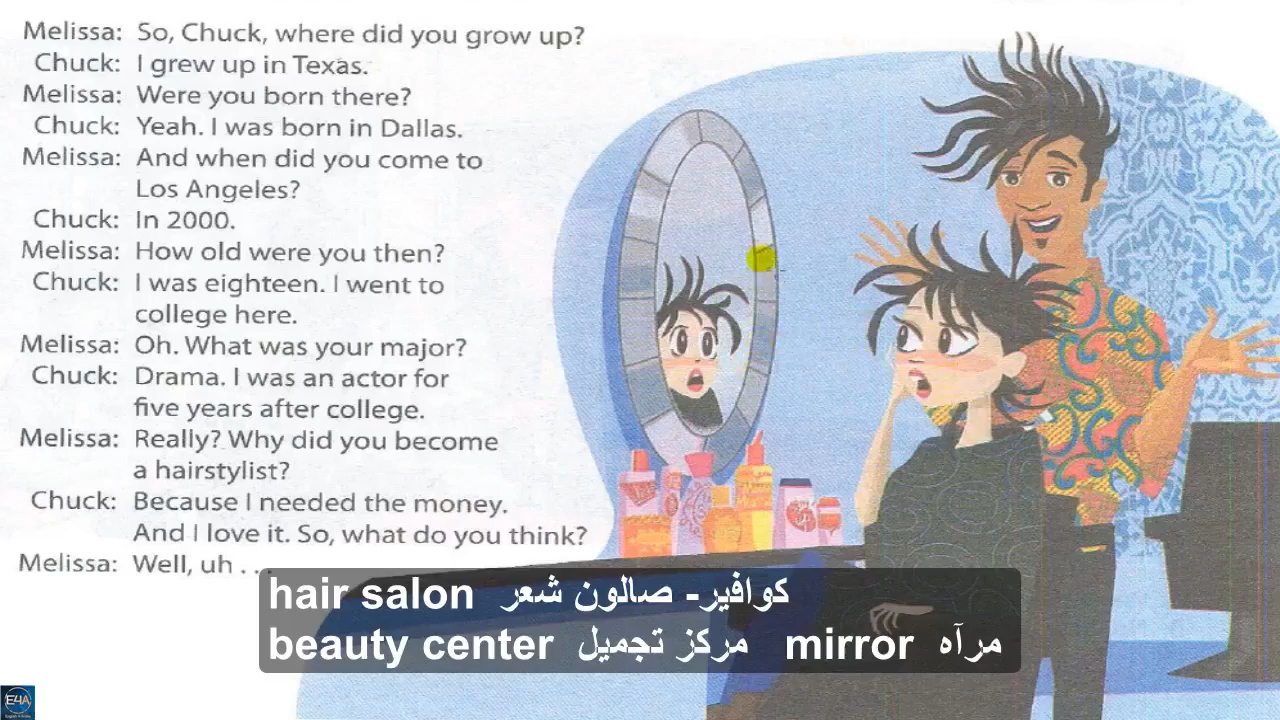 Melissa: So, Chuck, where did you grow up?
Chuck: I grew up in Texas.
Melissa: Were you born there?
Chuck: Yeah. I was born in Dallas.
Melissa: And when did you come to
Los Angeles?
Chuck: In 2000.
Melissa: How old were you then?
Chuck: I was eighteen. I went to
college here.
Melissa: Oh. What was your major?
Chuck: Drama. I was an actor for
five years after college.
Melissa: Really? Why did you become
a hairstylist?
Chuck: Because I needed the money.
And I love it. So, what do you think?
Melissa: Well, uh . . .
hair salon كوافير- صالون شعر
beauty center مركز تجميل mirror مرآه
E4A